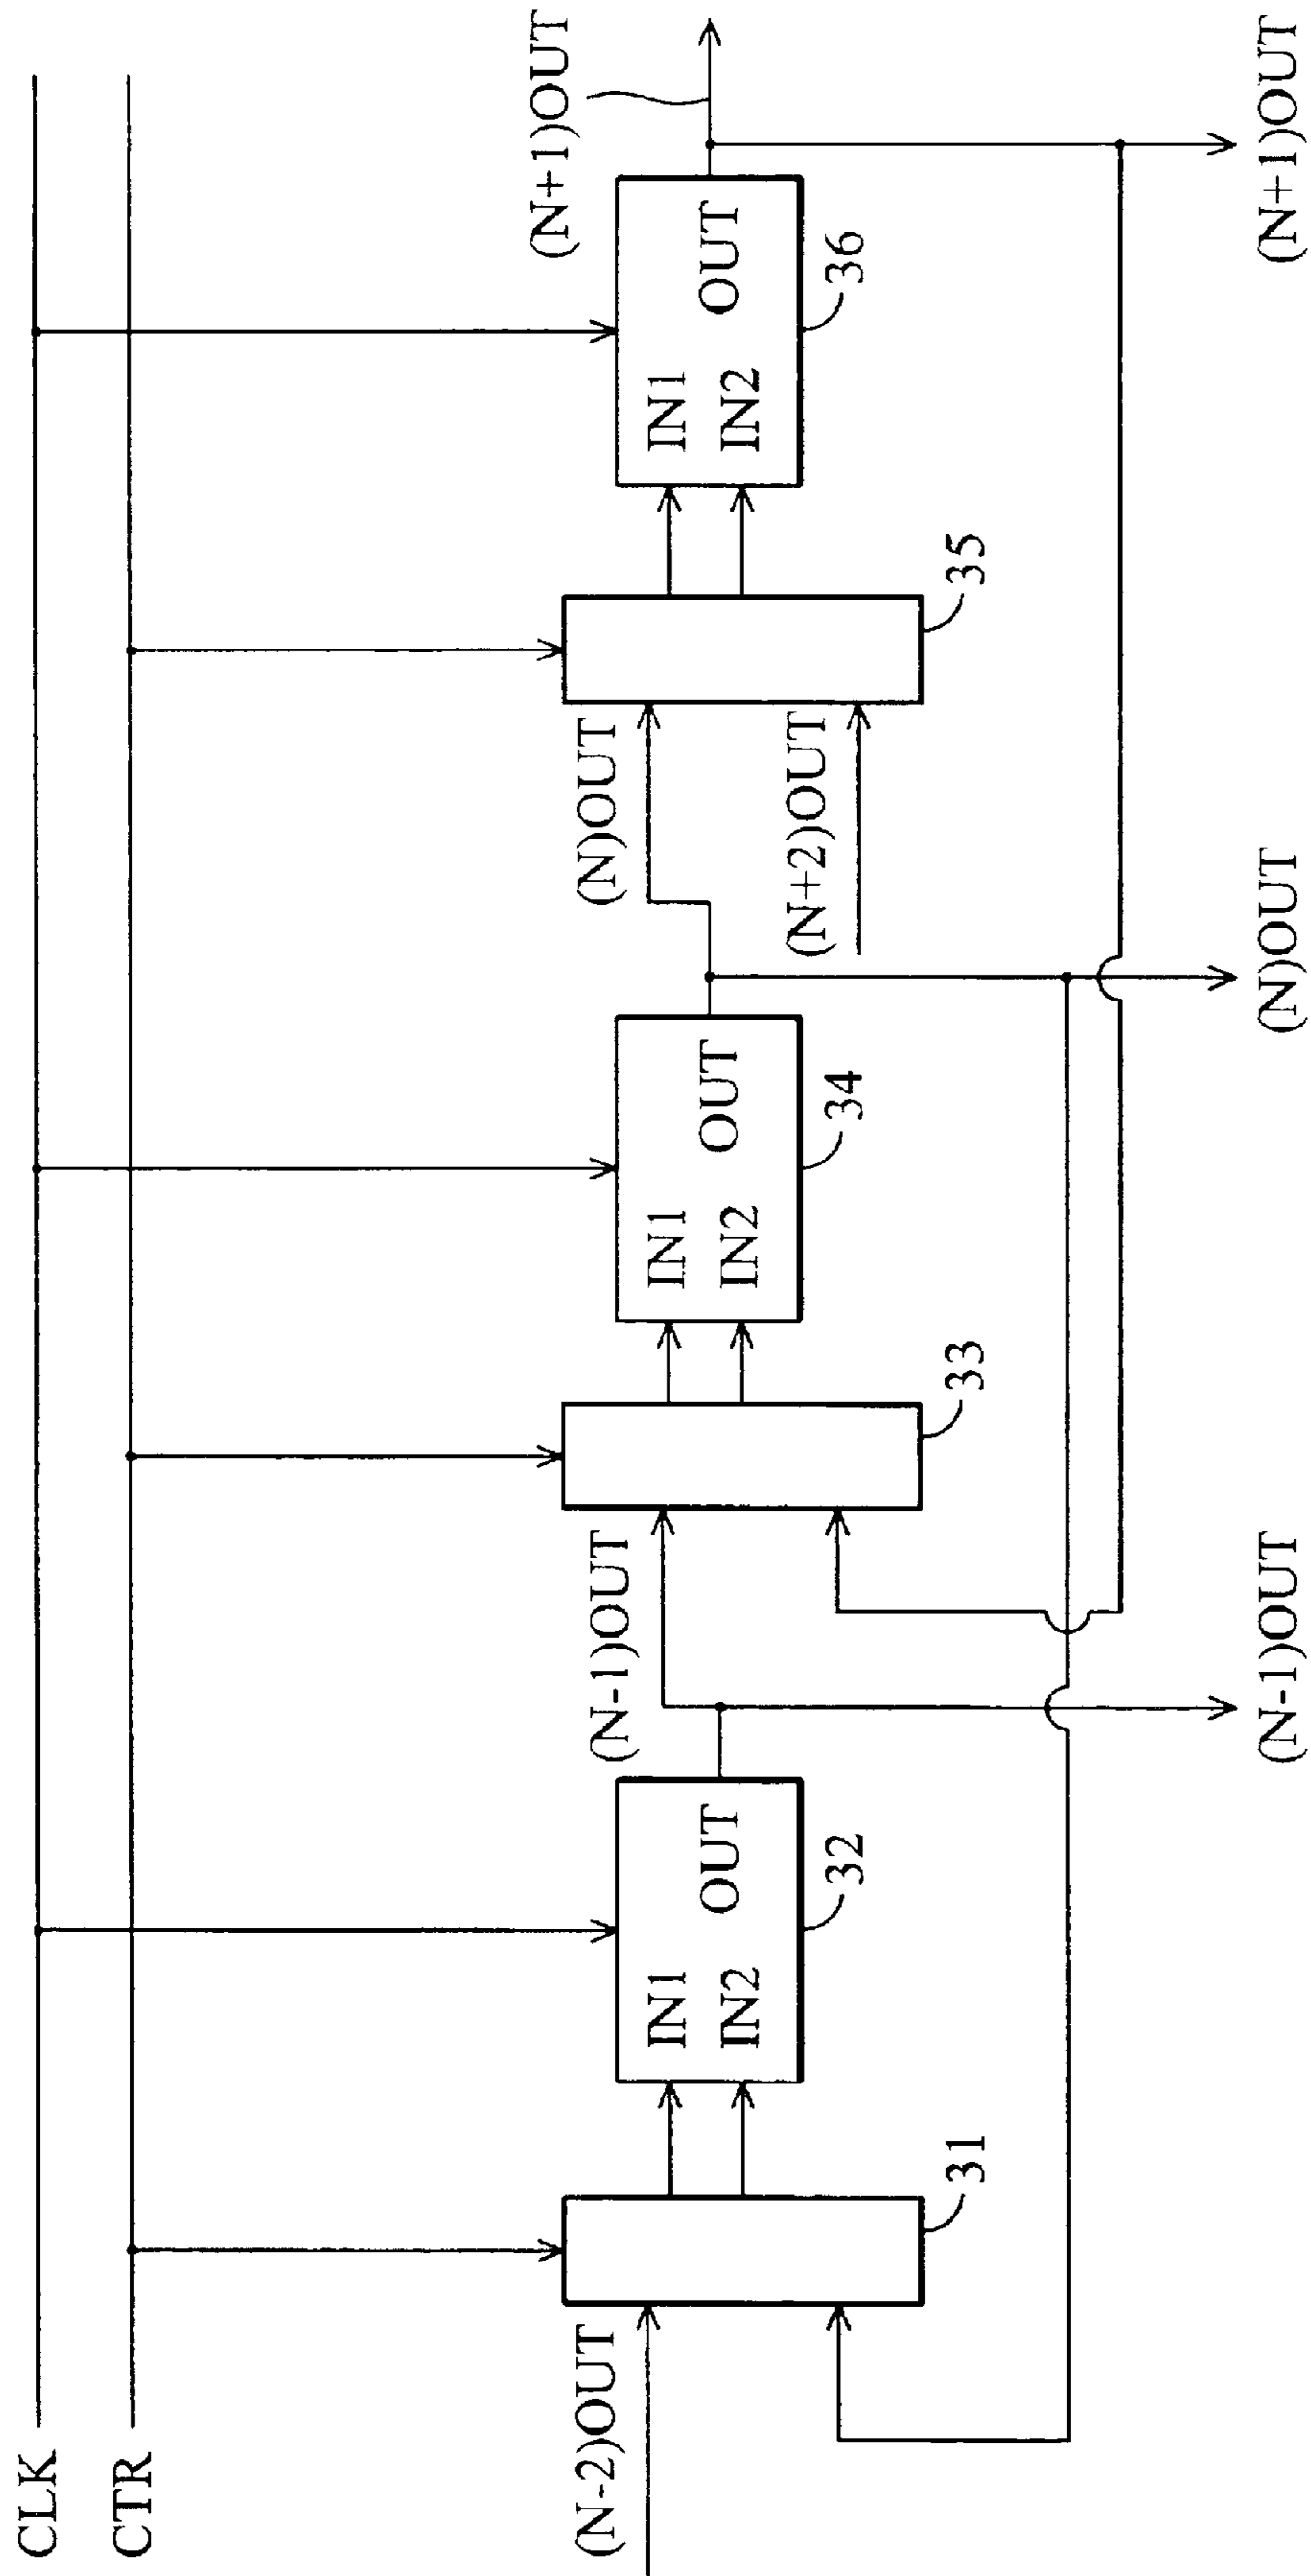 CLK
CTR
(N-2)OUT
31
IN1
IN2
OUT
32
(N-1)OUT
(N-1)OUT
33
IN1
IN2
OUT
34
(N)OUT
(N)OUT
(N+2)OUT
35
IN1
IN2
OUT
36
(N+1)OUT
(N+1)OUT